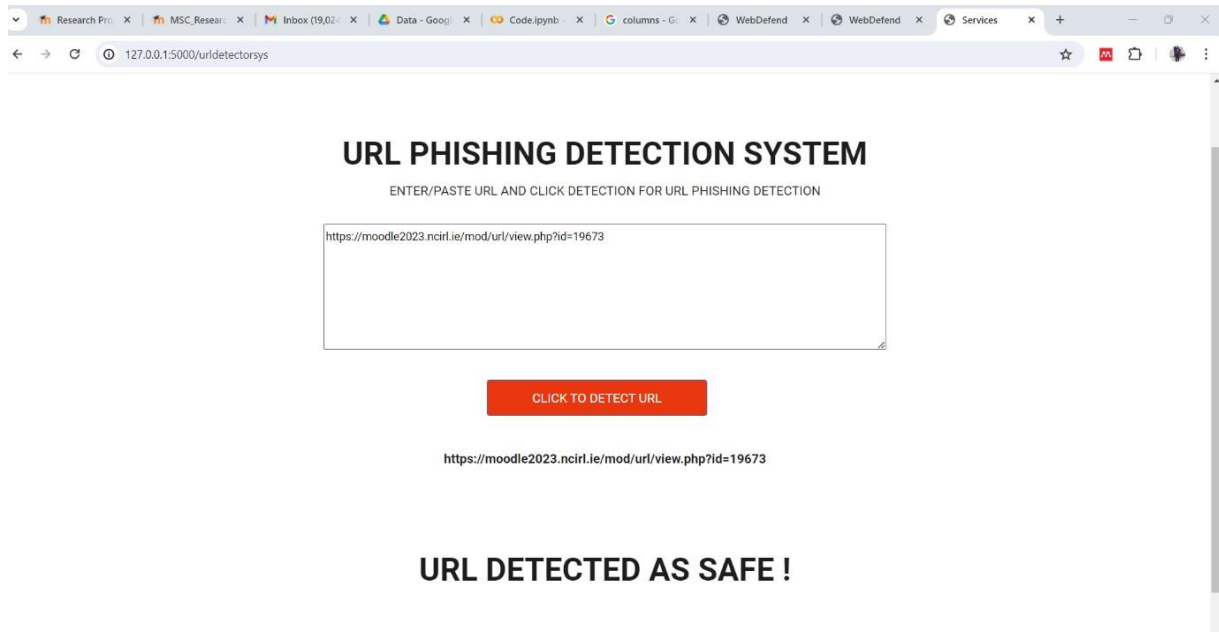 Research Pro
MSC_Researc
Inbox (19,02
Data - Googl
Code.ipynb -
columns - Go
WebDefend
WebDefend
Services
127.0.0.1:5000/urldetectorsys
URL PHISHING DETECTION SYSTEM
ENTER/PASTE URL AND CLICK DETECTION FOR URL PHISHING DETECTION
https://moodle2023.ncirl.ie/mod/url/view.php?id=19673
CLICK TO DETECT URL
https://moodle2023.ncirl.ie/mod/url/view.php?id=19673
URL DETECTED AS SAFE !